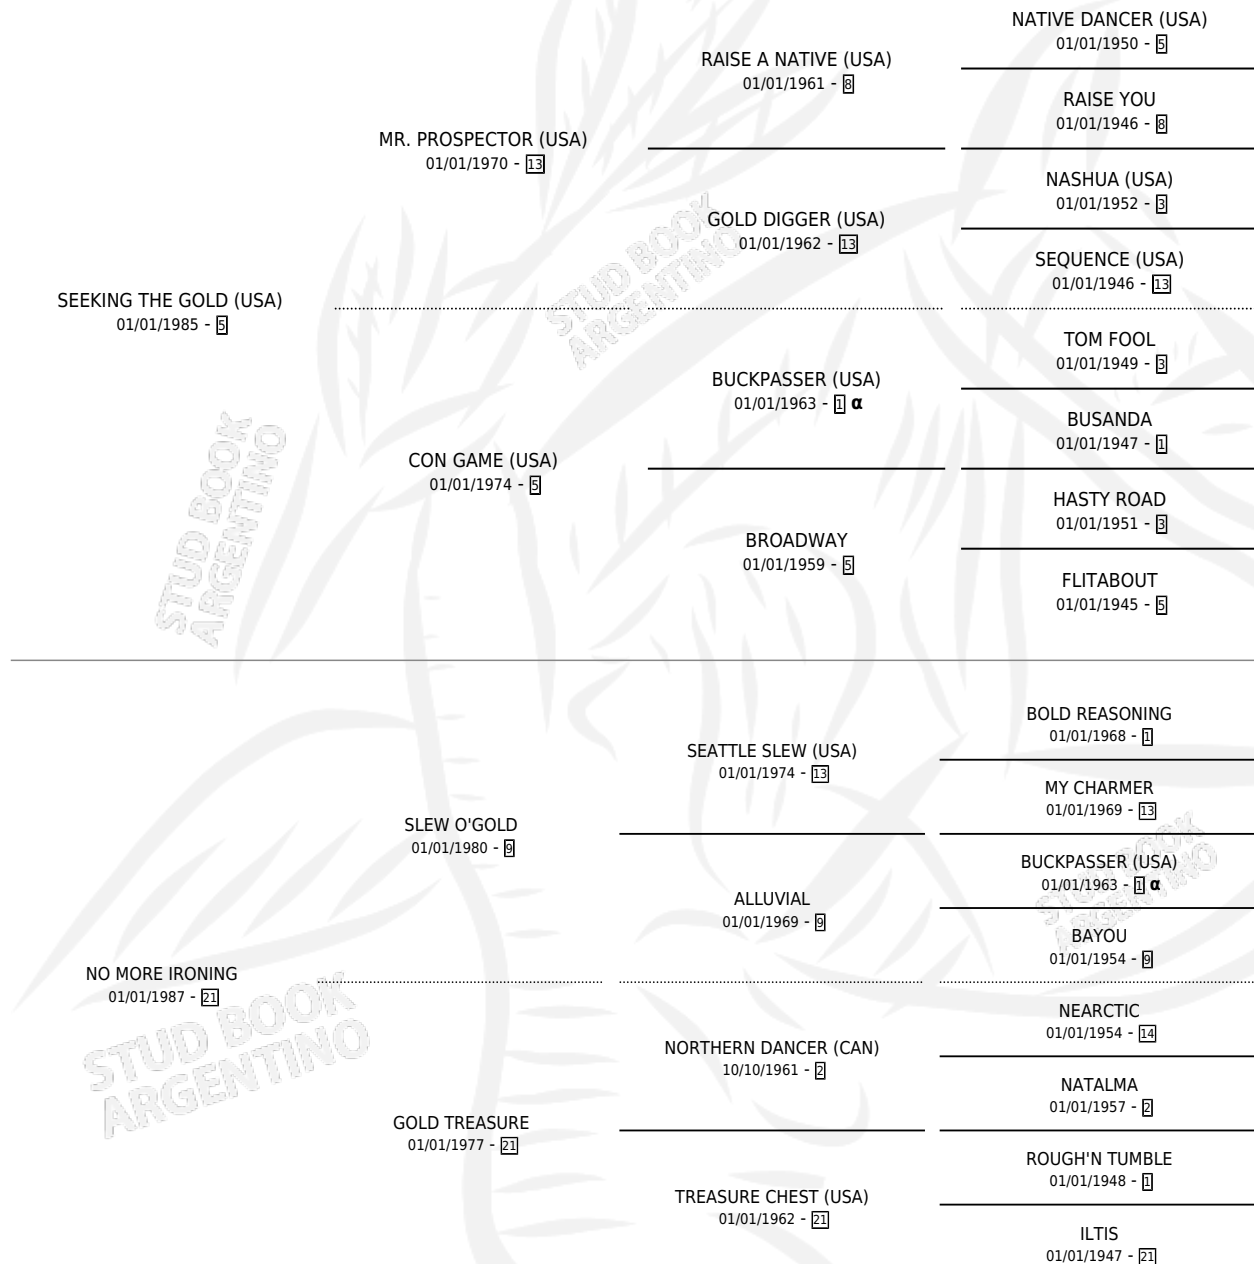 NATIVE DANCER (USA)
01/01/1950 - 5
RAISE A NATIVE (USA)
01/01/1961 - 8
RAISE YOU
01/01/1946 - 8
MR. PROSPECTOR (USA)
01/01/1970 - 13
NASHUA (USA)
01/01/1952 - 3
GOLD DIGGER (USA)
01/01/1962 - 13
SEQUENCE (USA)
01/01/1946 - 13
SEEKING THE GOLD (USA)
01/01/1985 - 5
TOM FOOL
01/01/1949 - 3
BUCKPASSER (USA)
01/01/1963 - 1 α
BUSANDA
01/01/1947 - 1
CON GAME (USA)
01/01/1974 - 5
HASTY ROAD
01/01/1951 - 3
BROADWAY
01/01/1959 - 5
FLITABOUT
01/01/1945 - 5
BOLD REASONING
01/01/1968 - 1
SEATTLE SLEW (USA)
01/01/1974 - 13
MY CHARMER
01/01/1969 - 13
SLEW O'GOLD
01/01/1980 - 9
BUCKPASSER (USA)
01/01/1963 - 1 α
ALLUVIAL
01/01/1969 - 9
BAYOU
01/01/1954 - 9
NO MORE IRONING
01/01/1987 - 21
NEARCTIC
01/01/1954 - 14
NORTHERN DANCER (CAN)
10/10/1961 - 2
NATALMA
01/01/1957 - 2
GOLD TREASURE
01/01/1977 - 21
ROUGH'N TUMBLE
01/01/1948 - 1
TREASURE CHEST (USA)
01/01/1962 - 21
ILTIS
01/01/1947 - 21
STUD BOOK
ARGENTINO
STUD BOOK
ARGENTINO
STUD BOOK
ARGENTINO
STUD BOOK
ARGENTINO